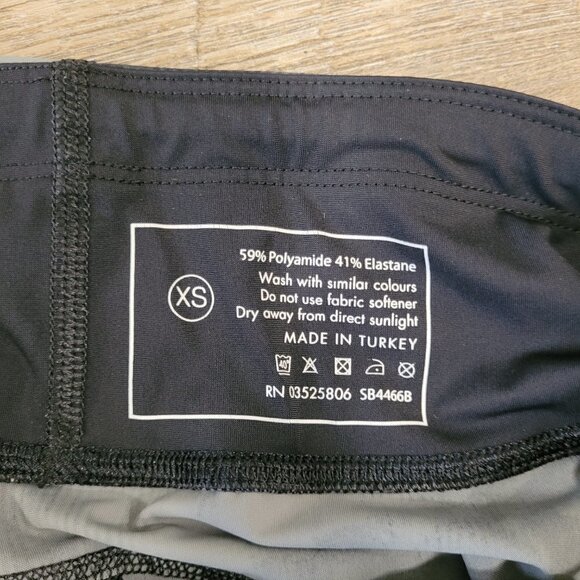 XS
59% Polyamide 41% Elastane
Wash with similar colours
Do not use fabric softener
Dry away from direct sunlight
MADE IN TURKEY
40°
RN 03525806 SB4466B